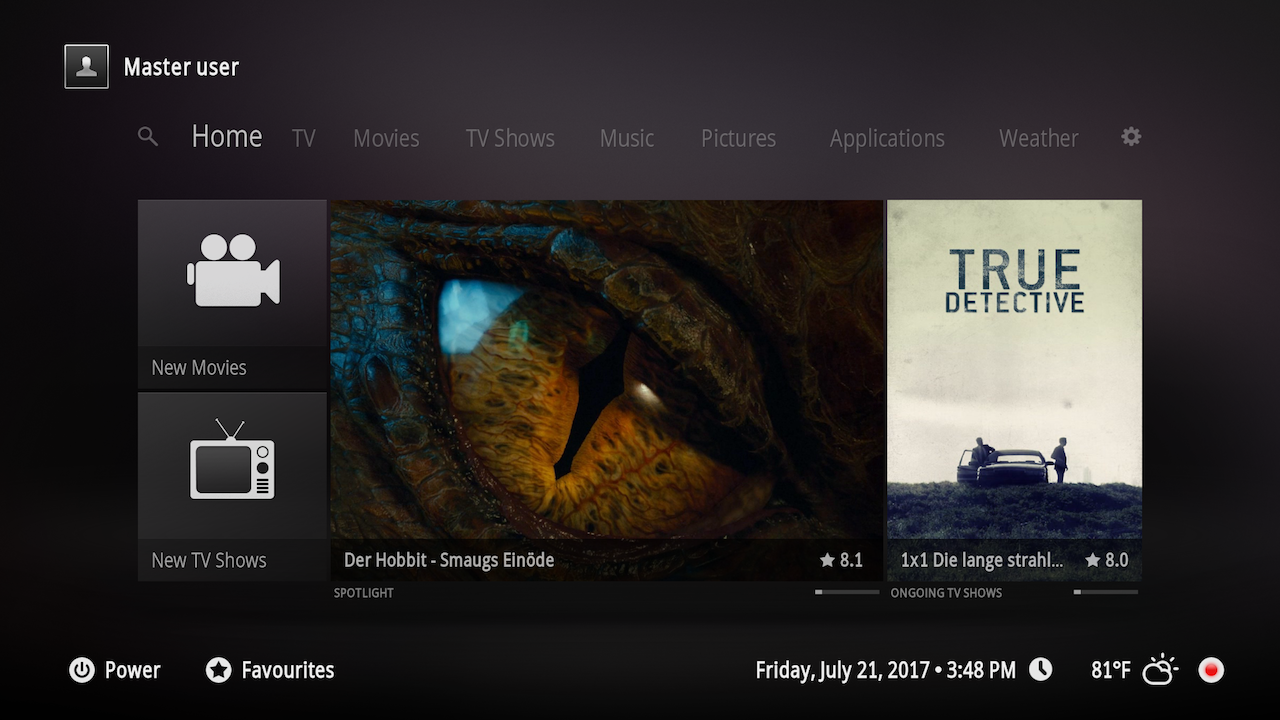 Master user
Home TV Movies TV Shows Music Pictures Applications Weather
TRUE
DETECTIVE
New Movies
New TV Shows
Der Hobbit - Smaugs Einöde 8.1
1x1 Die lange strahl... 8.0
SPOTLIGHT
ONGOING TV SHOWS
Power Favourites Friday, July 21, 2017 • 3:48 PM 81°F